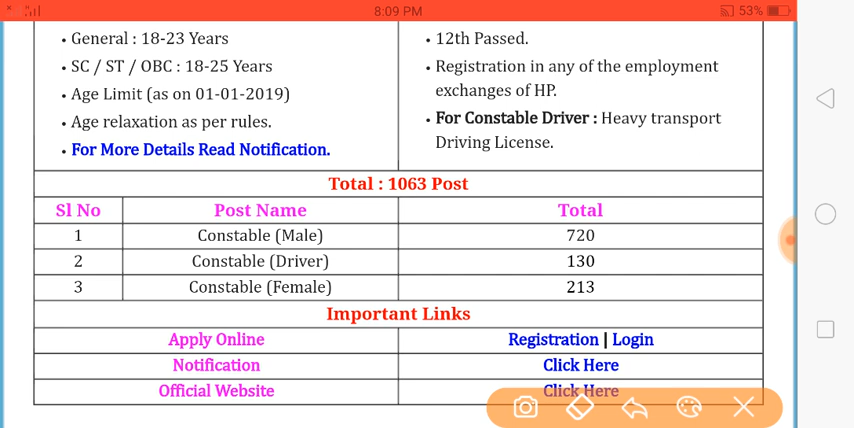 8:09 PM
53%
General : 18-23 Years
SC / ST / OBC : 18-25 Years
Age Limit (as on 01-01-2019)
Age relaxation as per rules.
For More Details Read Notification.
12th Passed.
Registration in any of the employment
exchanges of HP.
For Constable Driver : Heavy transport
Driving License.
Total : 1063 Post
Sl No Post Name Total
1 Constable (Male) 720
2 Constable (Driver) 130
3 Constable (Female) 213
Important Links
Apply Online Registration | Login
Notification Click Here
Official Website Click Here